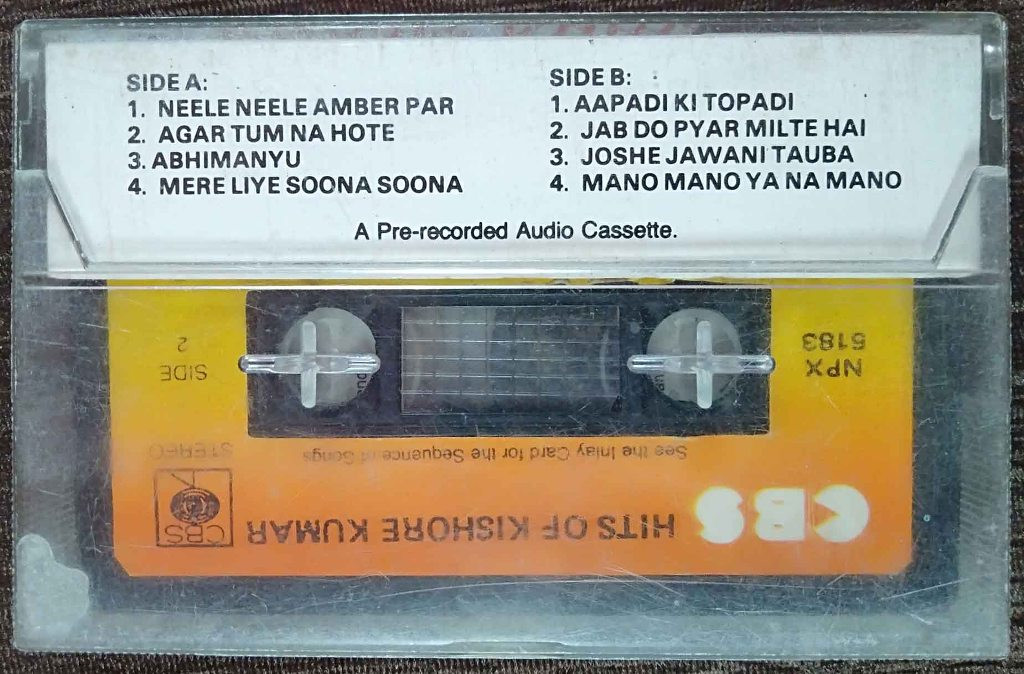 SIDE A:
1. NEELE NEELE AMBER PAR
2. AGAR TUM NA HOTE
3. ABHIMANYU
4. MERE LIYE SOONA SOONA
SIDE B:
1. AAPADI KI TOPADI
2. JAB DO PYAR MILTE HAI
3. JOSHE JAWANI TAUBA
4. MANO MANO YA NA MANO
A Pre-recorded Audio Cassette.
CBS
HITS OF KISHORE KUMAR
CBS
STEREO
See the Inlay Card for the Sequence of Songs
NPX
5183
SIDE
2